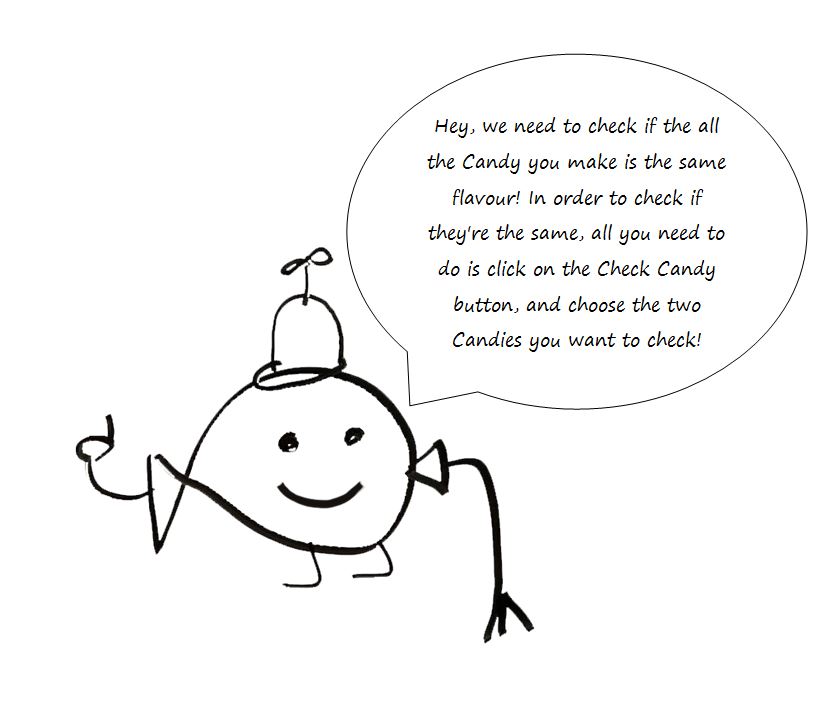 Hey, we need to check if the all
the Candy you make is the same
flavour! In order to check if
they're the same, all you need to
do is click on the Check Candy
button, and choose the two
Candies you want to check!